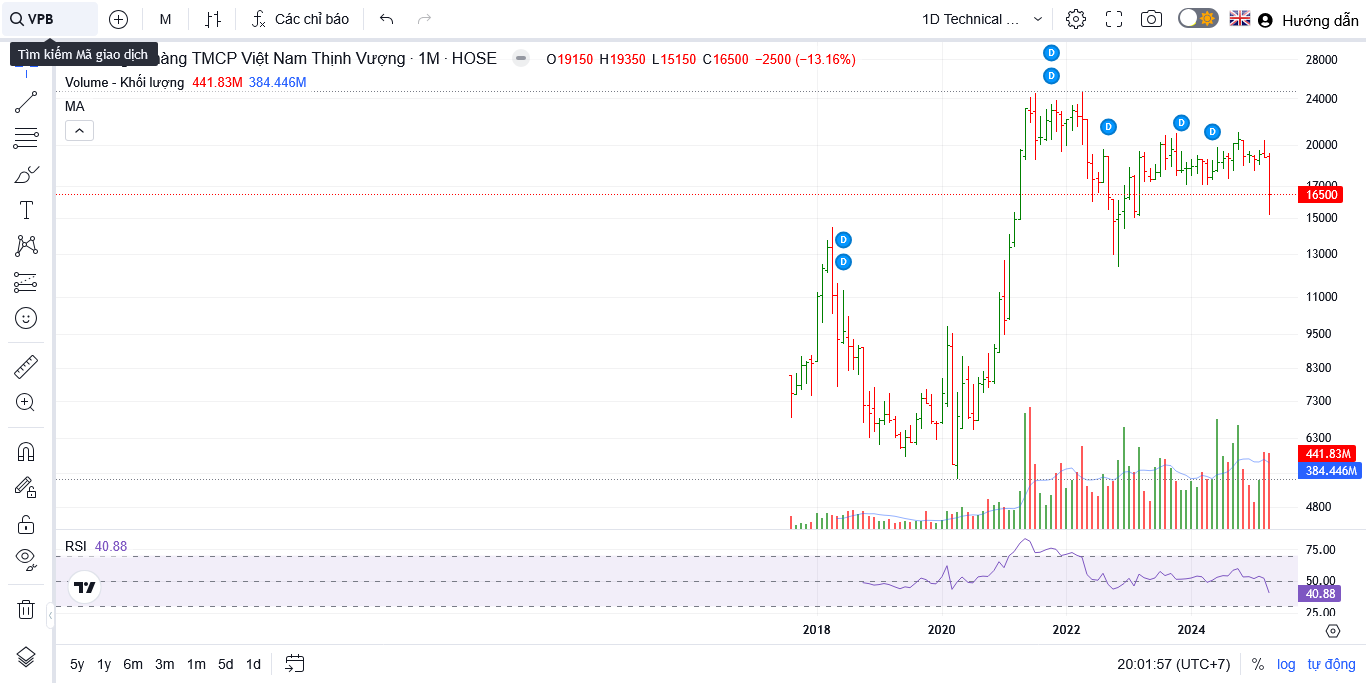 VPB
M
Các chỉ báo
1D Technical ...
Hướng dẫn
Tìm kiếm Mã giao dịch
àng TMCP Việt Nam Thịnh Vượng · 1M · HOSE
O19150 H19350 L15150 C16500 −2500 (−13.16%)
Volume - Khối lượng 441.83M 384.446M
MA
D
D
D
D
D
D
D
28000
24000
20000
17000
16500
15000
13000
11000
9500
8300
7300
6300
441.83M
384.446M
4800
RSI 40.88
75.00
50.00
40.88
25.00
2018 2020 2022 2024
5y 1y 6m 3m 1m 5d 1d
20:01:57 (UTC+7)
% log tự động